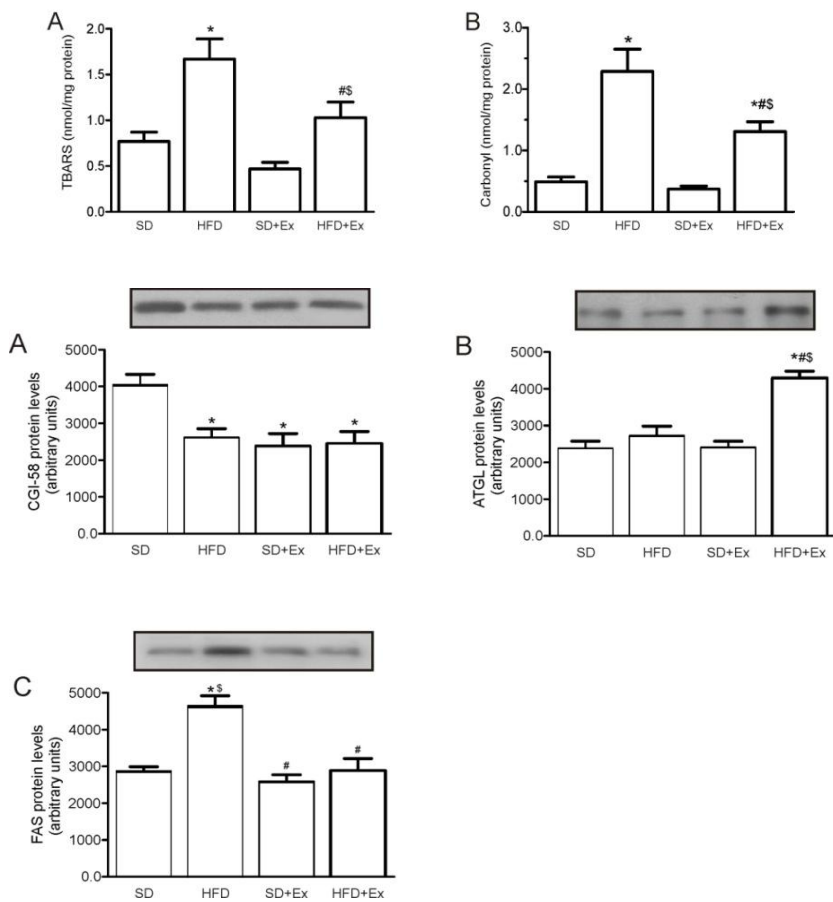 A
TBARS (nmol/mg protein)
2.0
1.5
1.0
0.5
0.0
*
#$
SD HFD SD+Ex HFD+Ex
B
Carbonyl (nmol/mg protein)
3.0
2.0
1.0
0.0
*
*#$
SD HFD SD+Ex HFD+Ex
A
CGI-58 protein levels
(arbitrary units)
5000
4000
3000
2000
1000
0.0
* * *
SD HFD SD+Ex HFD+Ex
B
ATGL protein levels
(arbitrary units)
5000
4000
3000
2000
1000
0.0
*#$
SD HFD SD+Ex HFD+Ex
C
FAS protein levels
(arbitrary units)
5000
4000
3000
2000
1000
0.0
*$
# #
SD HFD SD+Ex HFD+Ex